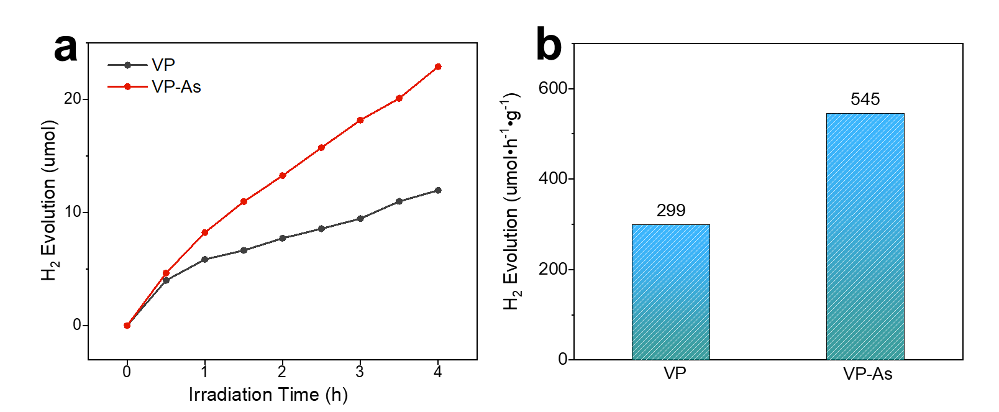 a
VP
VP-As
20
10
0
H₂ Evolution (umol)
0 1 2 3 4
Irradiation Time (h)
b
600
400
200
0
H₂ Evolution (umol•h⁻¹•g⁻¹)
299
545
VP
VP-As